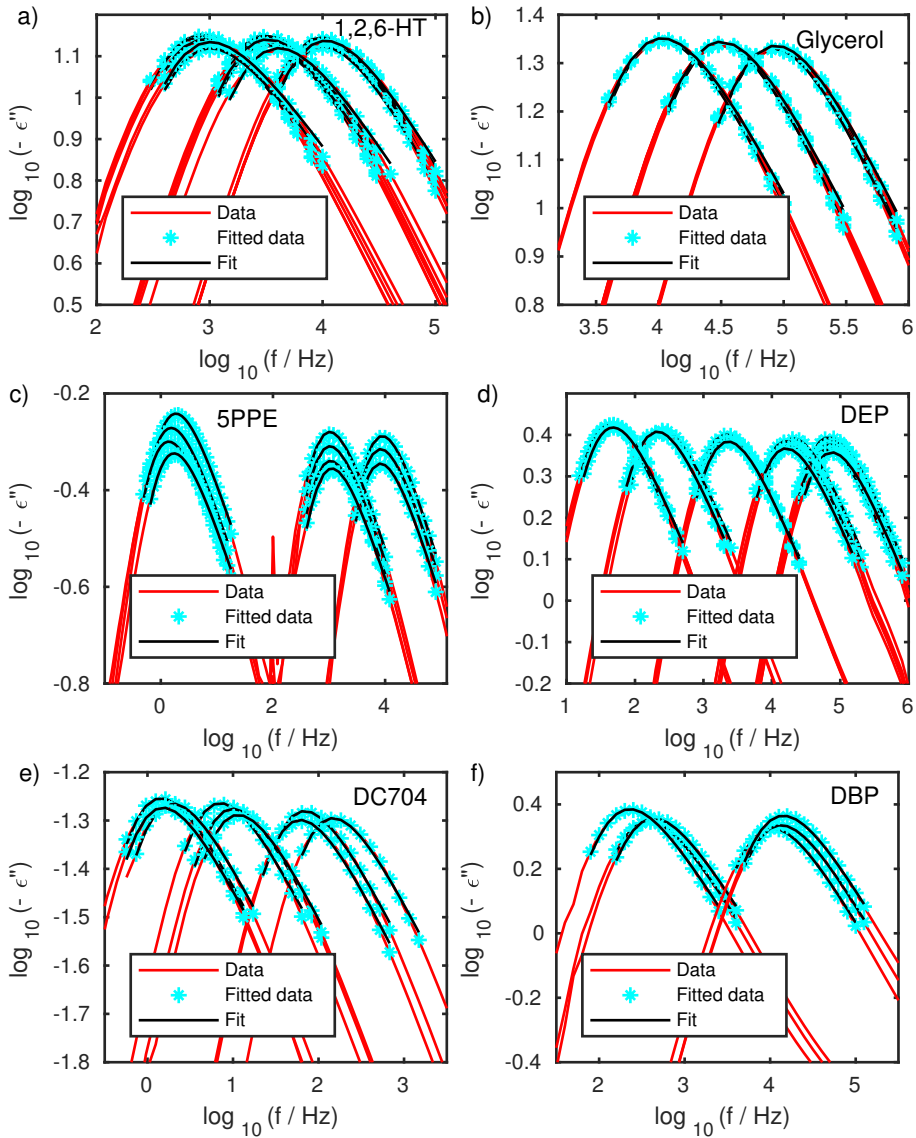 a)
1,2,6-HT
log 10 (- ϵ")
1.1
1
0.9
0.8
0.7
0.6
0.5
Data
Fitted data
Fit
2 3 4 5
log 10 (f / Hz)
b)
Glycerol
log 10 (- ϵ")
1.4
1.3
1.2
1.1
1
0.9
0.8
Data
Fitted data
Fit
3.5 4 4.5 5 5.5 6
log 10 (f / Hz)
c)
5PPE
log 10 (- ϵ")
-0.2
-0.4
-0.6
-0.8
Data
Fitted data
Fit
0 2 4
log 10 (f / Hz)
d)
DEP
log 10 (- ϵ")
0.5
0.4
0.3
0.2
0.1
0
-0.1
-0.2
Data
Fitted data
Fit
1 2 3 4 5 6
log 10 (f / Hz)
e)
DC704
log 10 (- ϵ")
-1.2
-1.3
-1.4
-1.5
-1.6
-1.7
-1.8
Data
Fitted data
Fit
0 1 2 3
log 10 (f / Hz)
f)
DBP
log 10 (- ϵ")
0.4
0.2
0
-0.2
-0.4
Data
Fitted data
Fit
2 3 4 5
log 10 (f / Hz)